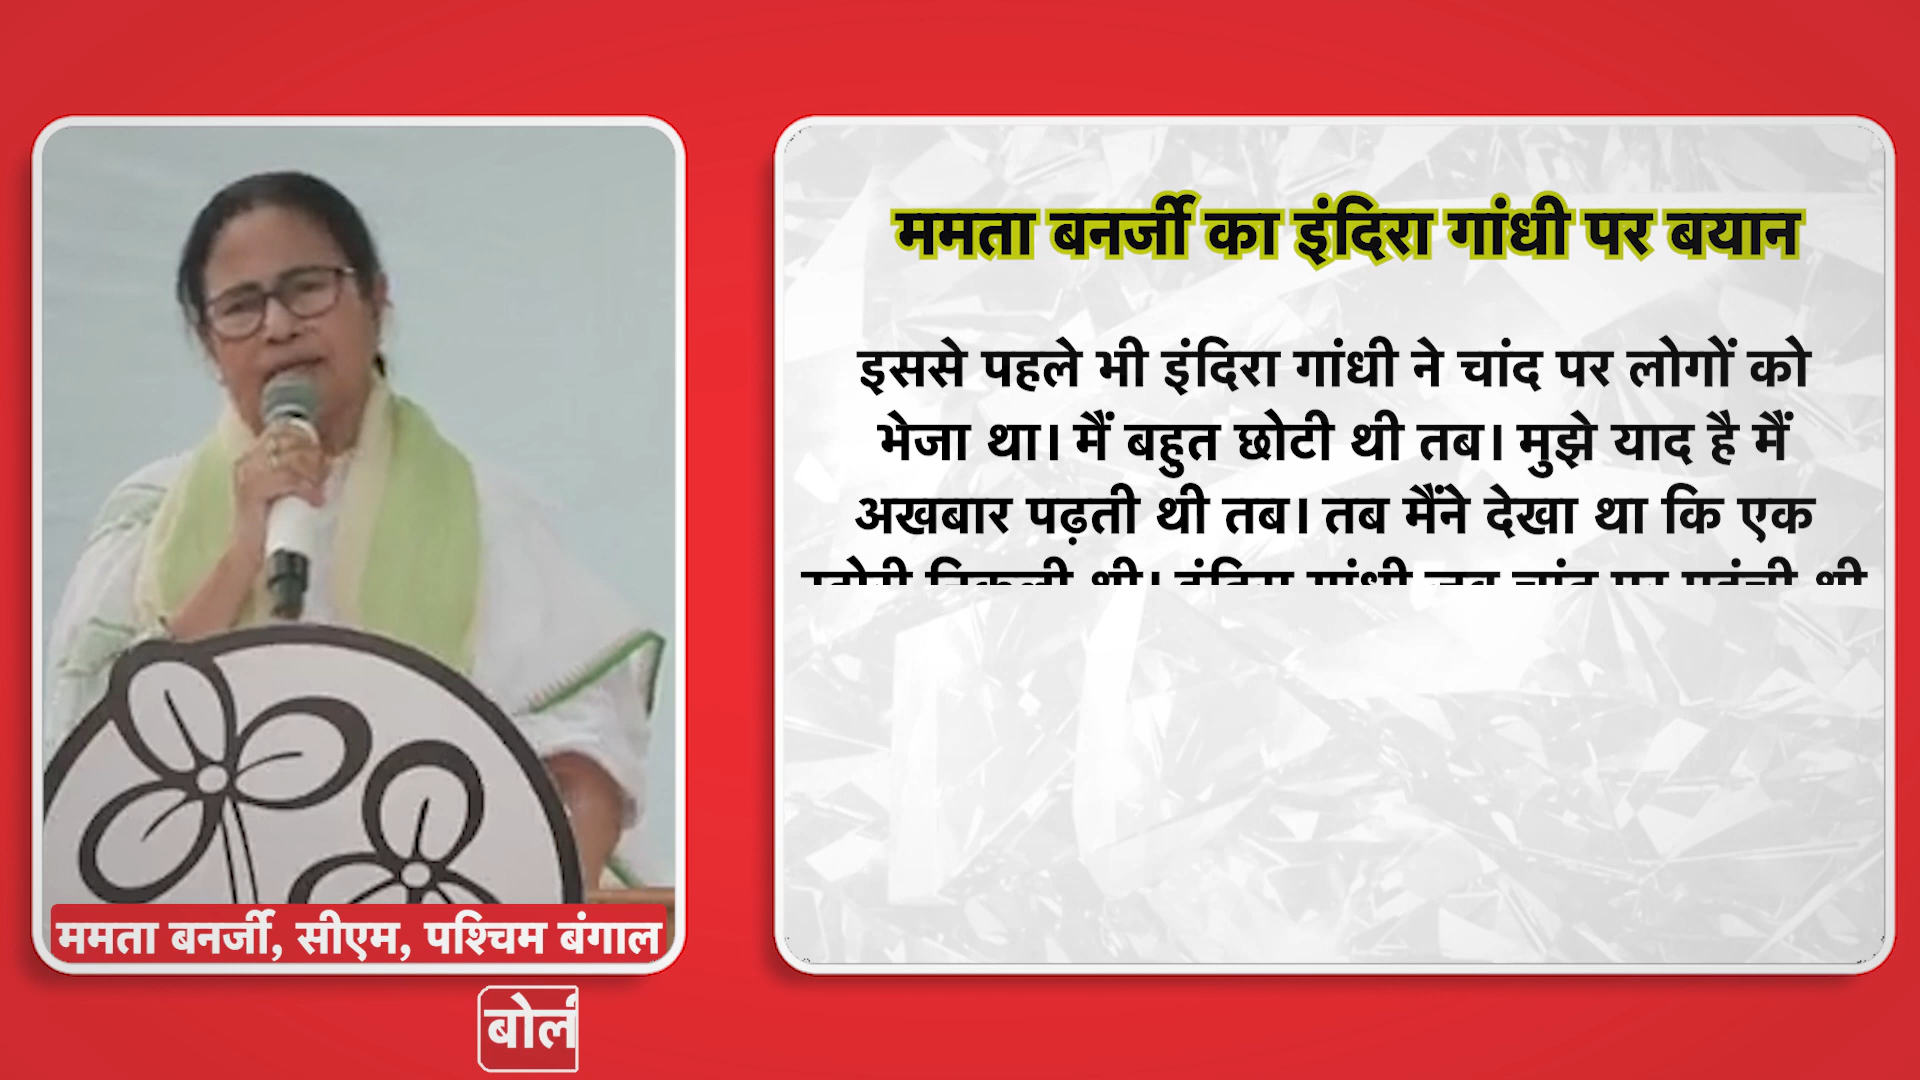 ममता बनर्जी का इंदिरा गांधी पर बयान
इससे पहले भी इंदिरा गांधी ने चांद पर लोगों को
भेजा था। मैं बहुत छोटी थी तब। मुझे याद है मैं
अखबार पढ़ती थी तब। तब मैंने देखा था कि एक
ममता बनर्जी, सीएम, पश्चिम बंगाल